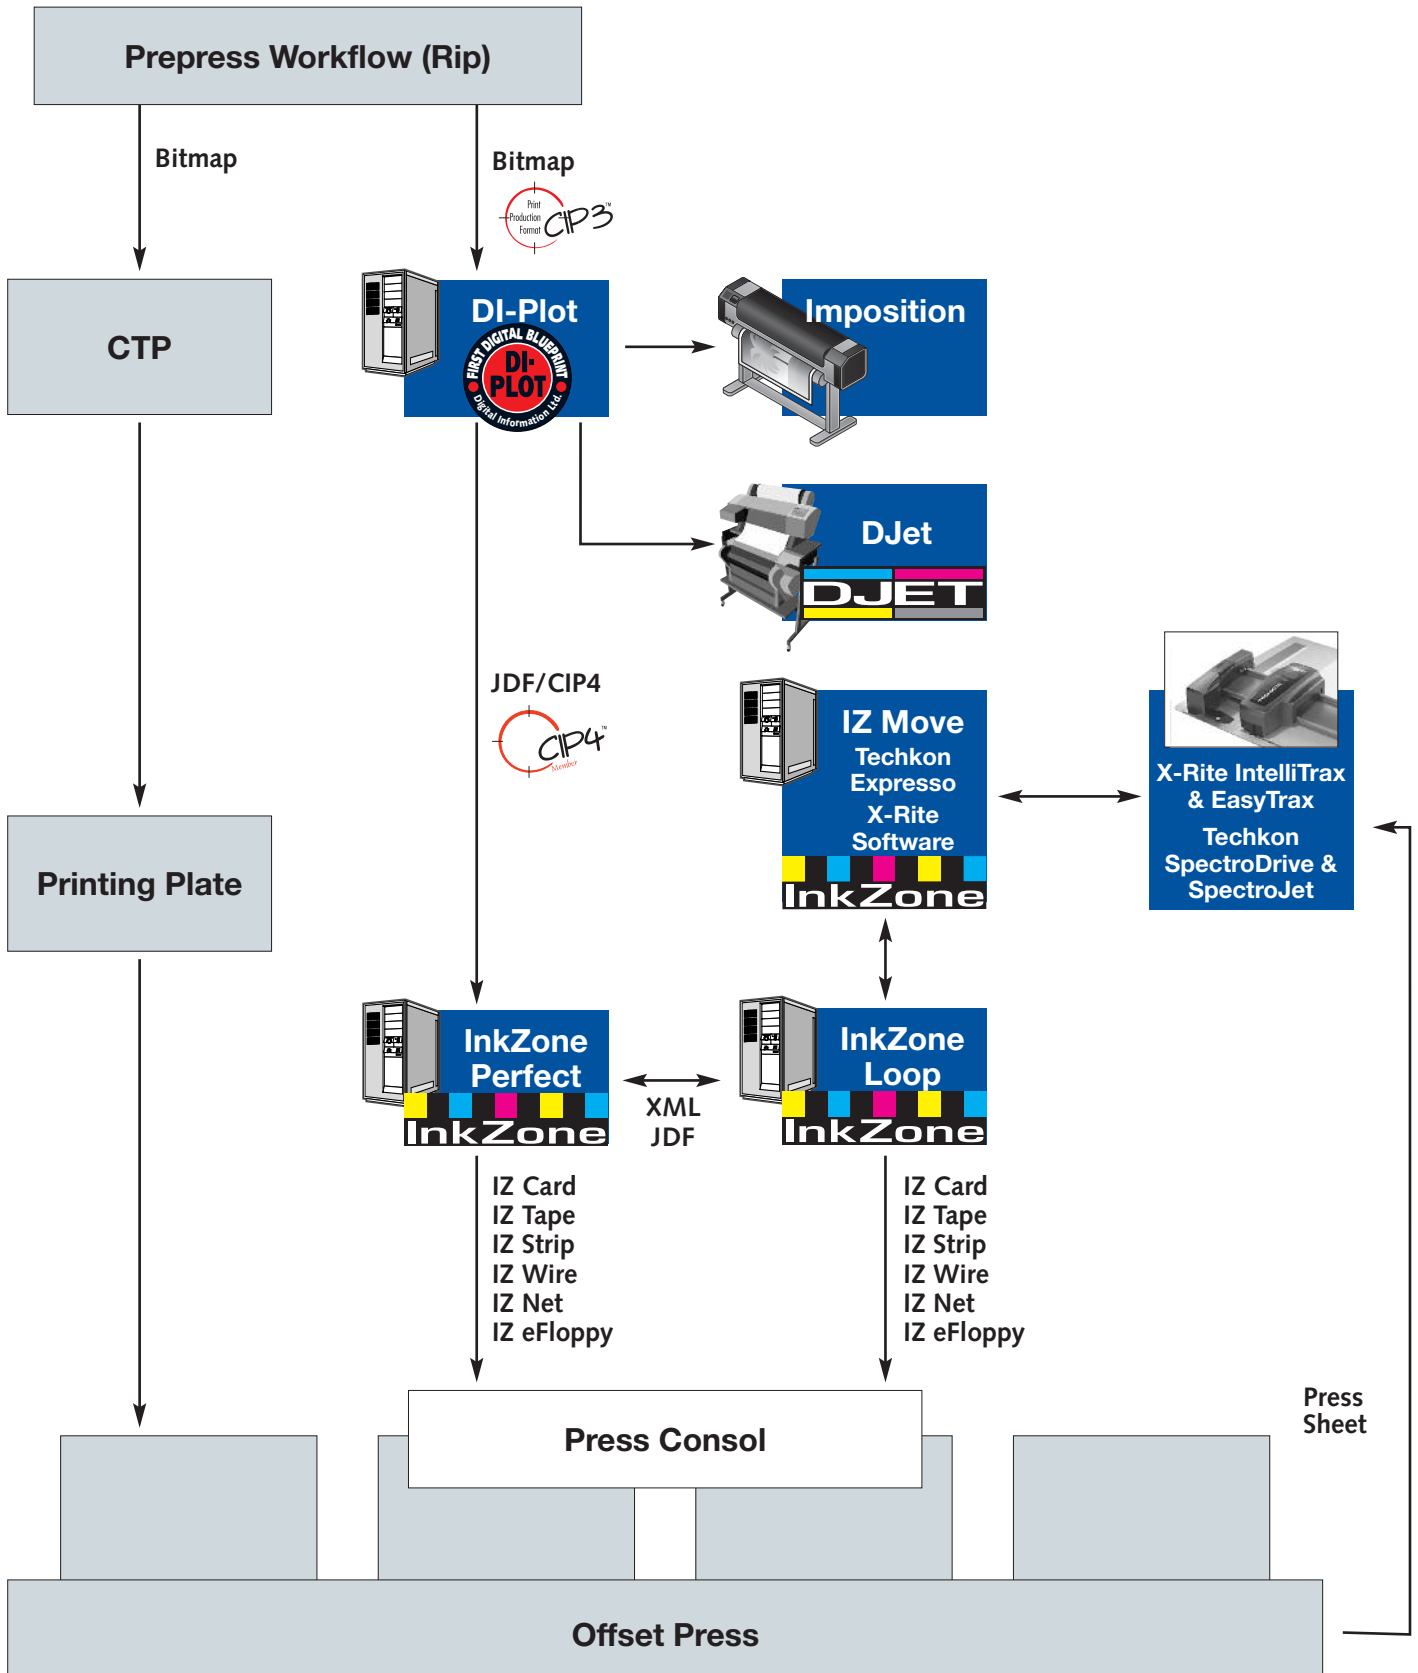 Prepress Workflow (Rip)
Bitmap
Bitmap
Print
Production
Format
CIP3™
CTP
DI-Plot
FIRST DIGITAL BLUEPRINT
DI-
PLOT
Digital Information Ltd.
Imposition
DJet
DJET
JDF/CIP4
CIP4™
Member
IZ Move
Techkon
Expresso
X-Rite
Software
InkZone
X-Rite IntelliTrax
& EasyTrax
Techkon
SpectroDrive &
SpectroJet
Printing Plate
InkZone
Perfect
InkZone
XML
JDF
InkZone
Loop
InkZone
IZ Card
IZ Tape
IZ Strip
IZ Wire
IZ Net
IZ eFloppy
IZ Card
IZ Tape
IZ Strip
IZ Wire
IZ Net
IZ eFloppy
Press Consol
Press
Sheet
Offset Press